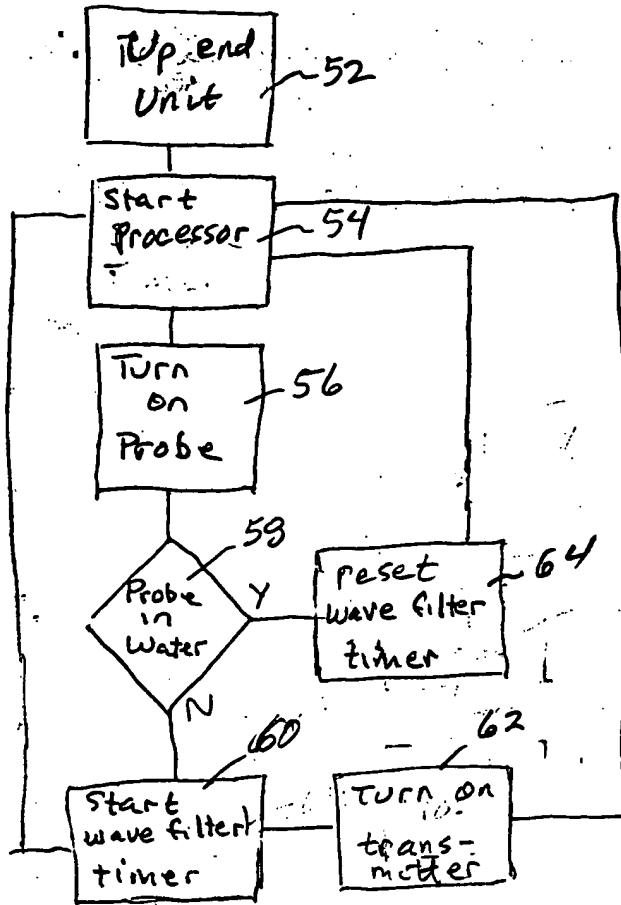 Tup end
Unit
52
Start
Processor
54
Turn
on
Probe
56
Probe
in
Water
58
Y
N
reset
wave filter
timer
64
Start
wave filter
timer
60
Turn on
trans-
mitter
62